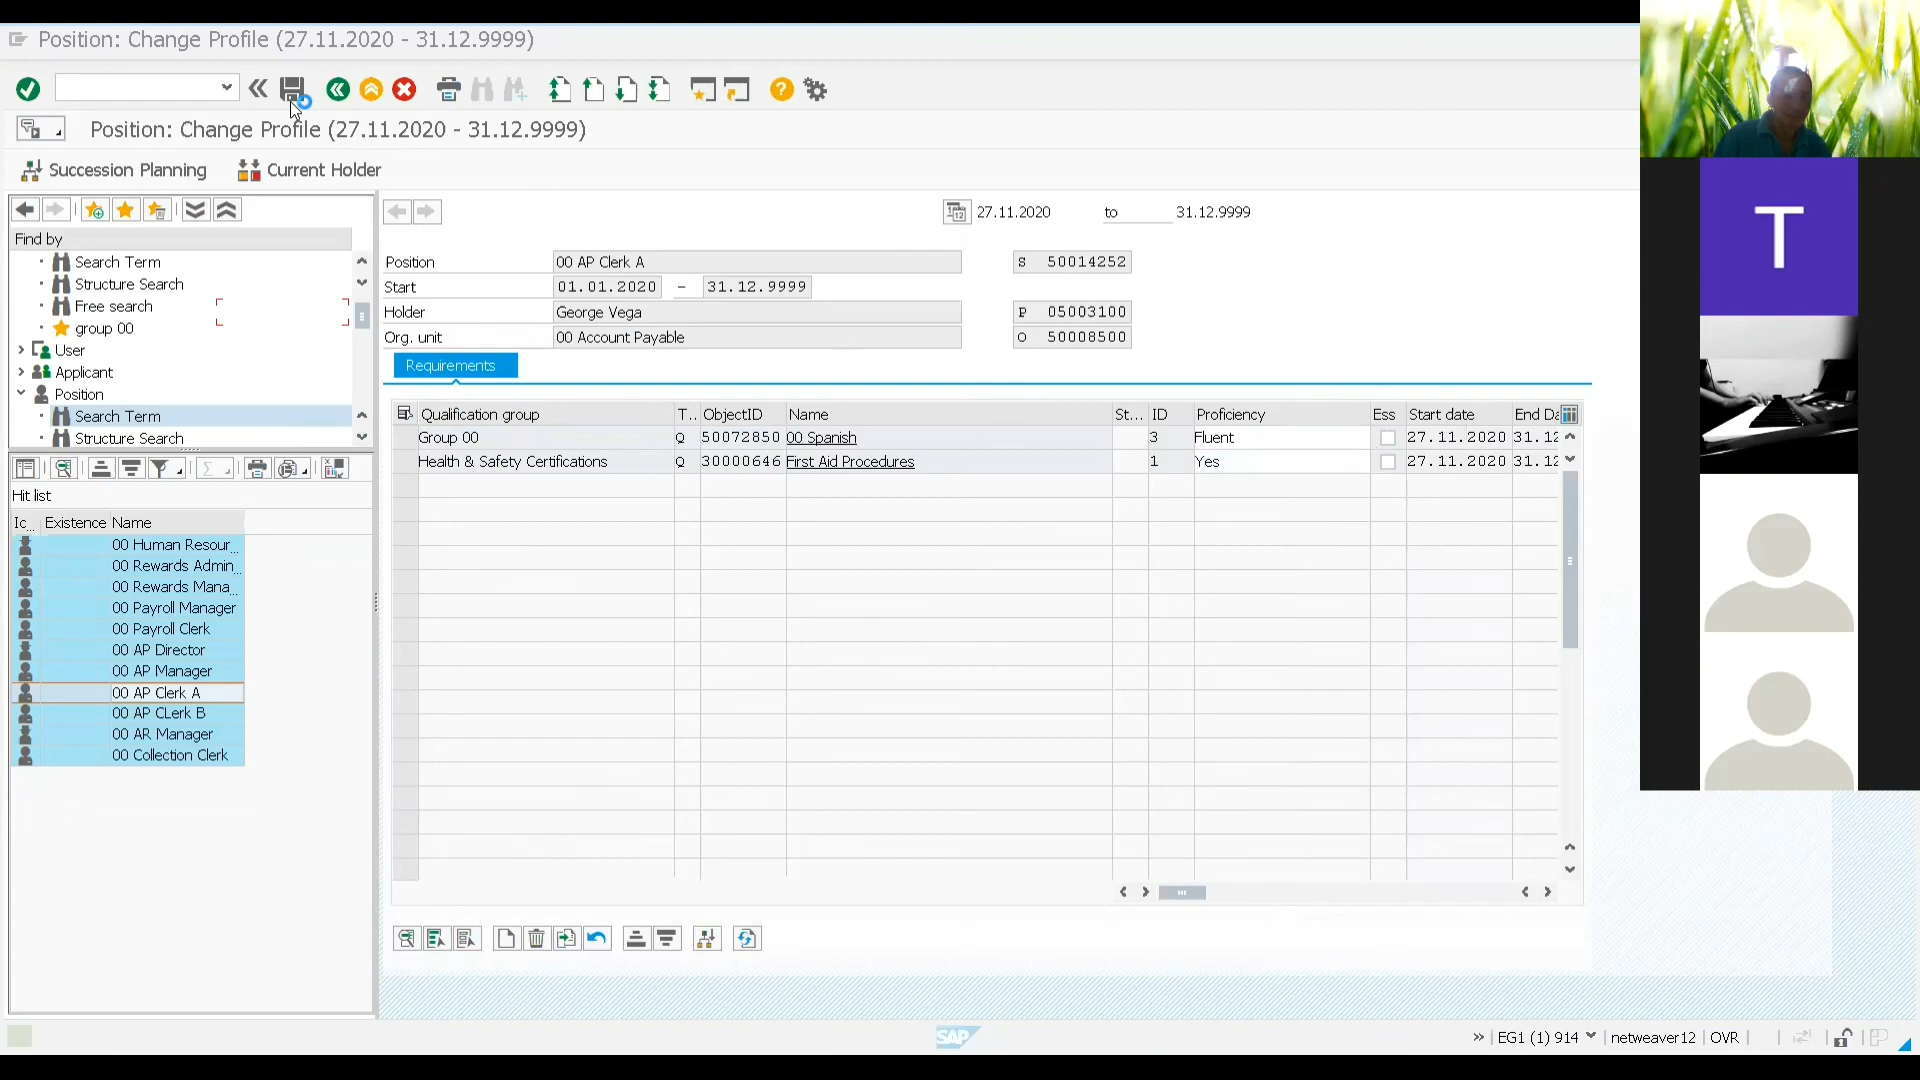 Position: Change Profile (27.11.2020 - 31.12.9999)
Position: Change Profile (27.11.2020 - 31.12.9999)
Succession Planning Current Holder
Find by
Search Term
Structure Search
Free search
group 00
User
Applicant
Position
Search Term
Structure Search
Hit list
Ic... Existence Name
00 Human Resour...
00 Rewards Admin...
00 Rewards Mana...
00 Payroll Manager
00 Payroll Clerk
00 AP Director
00 AP Manager
00 AP Clerk A
00 AP CLerk B
00 AR Manager
00 Collection Clerk
27.11.2020 to 31.12.9999
Position 00 AP Clerk A S 50014252
Start 01.01.2020 – 31.12.9999
Holder George Vega P 05003100
Org. unit 00 Account Payable O 50008500
Requirements
Qualification group T.. ObjectID Name St... ID Proficiency Ess Start date End Da
Group 00 Q 50072850 00 Spanish 3 Fluent 27.11.2020 31.12
Health & Safety Certifications Q 30000646 First Aid Procedures 1 Yes 27.11.2020 31.12
T
SAP
EG1 (1) 914 netweaver12 OVR